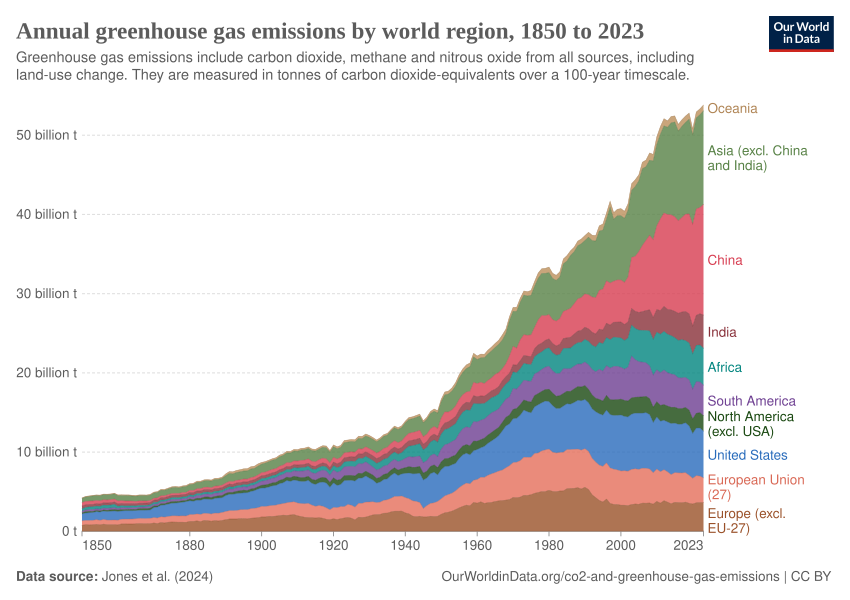 Annual greenhouse gas emissions by world region, 1850 to 2023
Our World
in Data
Greenhouse gas emissions include carbon dioxide, methane and nitrous oxide from all sources, including
land-use change. They are measured in tonnes of carbon dioxide-equivalents over a 100-year timescale.
Oceania
50 billion t
Asia (excl. China
and India)
40 billion t
China
30 billion t
India
Africa
20 billion t
South America
North America
(excl. USA)
10 billion t
United States
European Union
(27)
Europe (excl.
EU-27)
0 t
1850
1880
1900
1920
1940
1960
1980
2000
2023
Data source: Jones et al. (2024)
OurWorldinData.org/co2-and-greenhouse-gas-emissions | CC BY